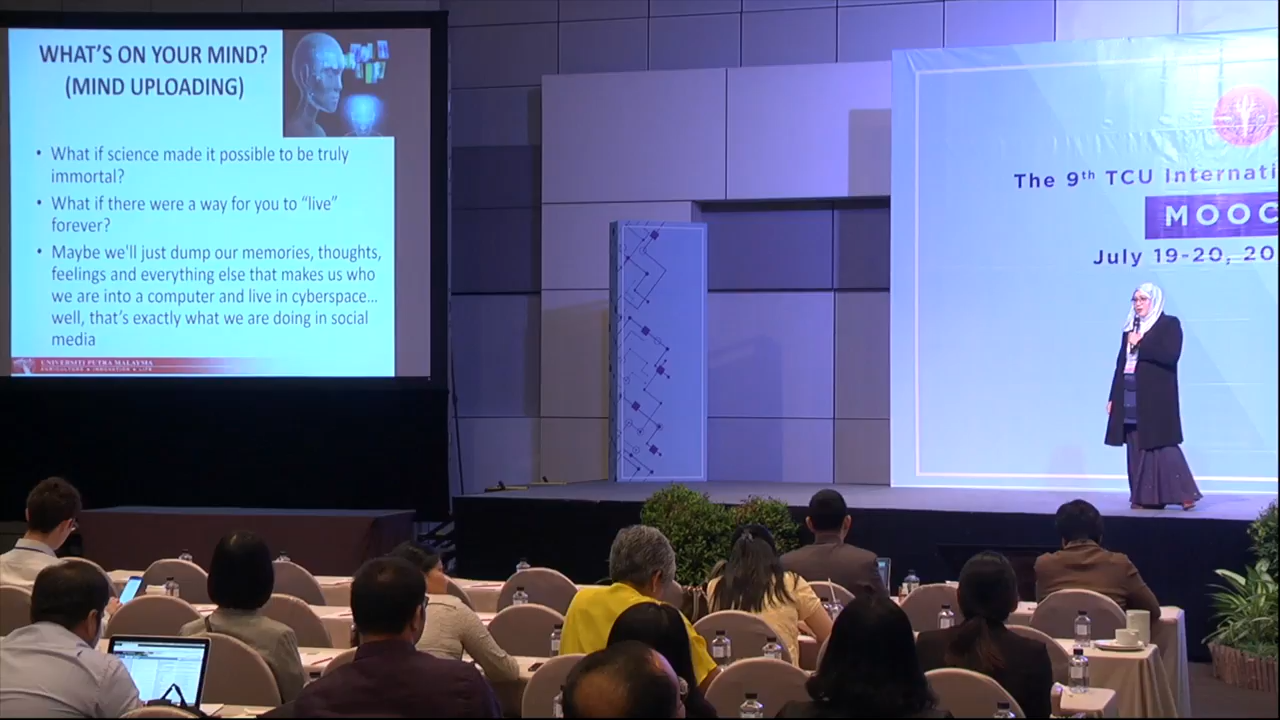 WHAT'S ON YOUR MIND?
(MIND UPLOADING)
• What if science made it possible to be truly
immortal?
• What if there were a way for you to "live"
forever?
• Maybe we'll just dump our memories, thoughts,
feelings and everything else that makes us who
we are into a computer and live in cyberspace...
well, that's exactly what we are doing in social
media
UNIVERSITI PUTRA MALAYSIA
AGRICULTURE • INNOVATION • LIFE
The 9th TCU Internati
MOOC
July 19-20, 20